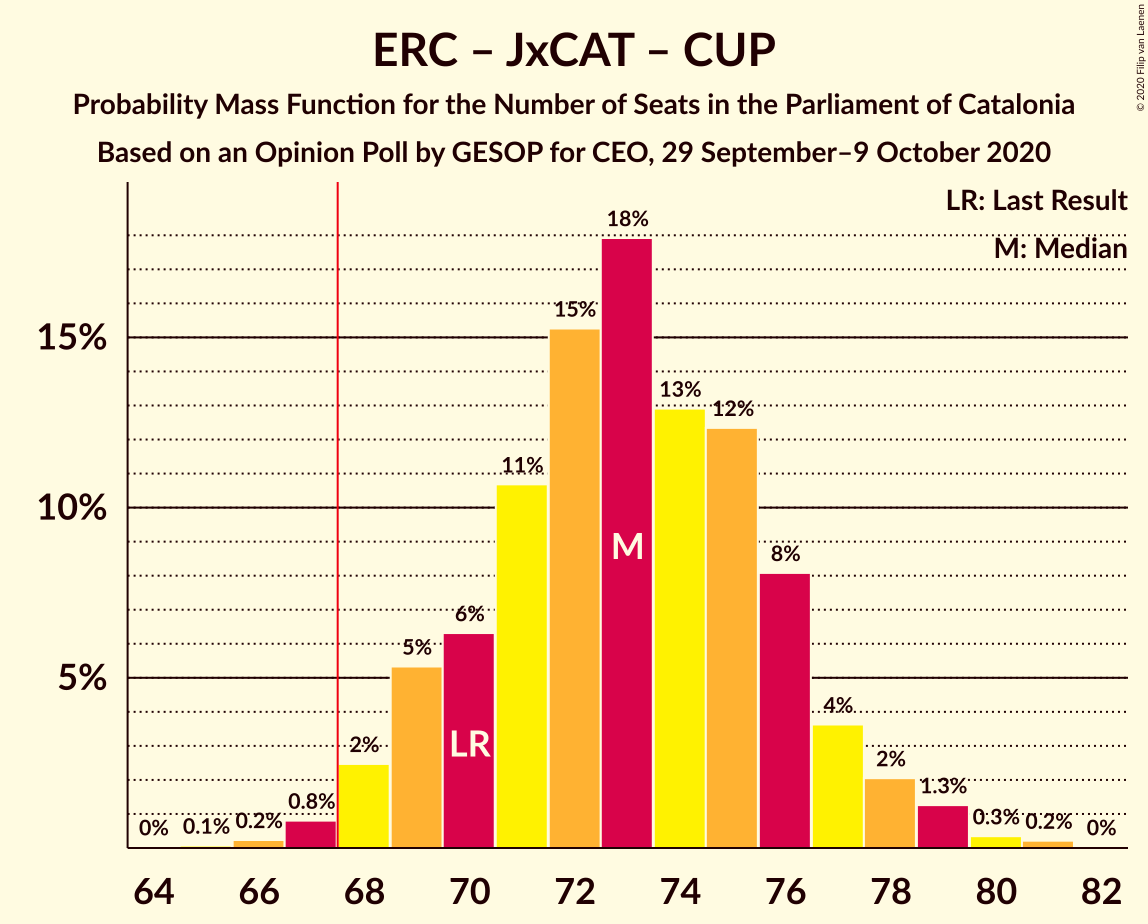 ERC – JxCAT – CUP
Probability Mass Function for the Number of Seats in the Parliament of Catalonia
Based on an Opinion Poll by GESOP for CEO, 29 September–9 October 2020
© 2020 Filip van Laenen
LR: Last Result
M: Median
18%
15%
15%
13%
12%
11%
10%
M
8%
6%
5%
5%
4%
LR
2%
2%
1.3%
0.8%
0% 0.1% 0.2% 0.3% 0.2% 0%
64 66 68 70 72 74 76 78 80 82